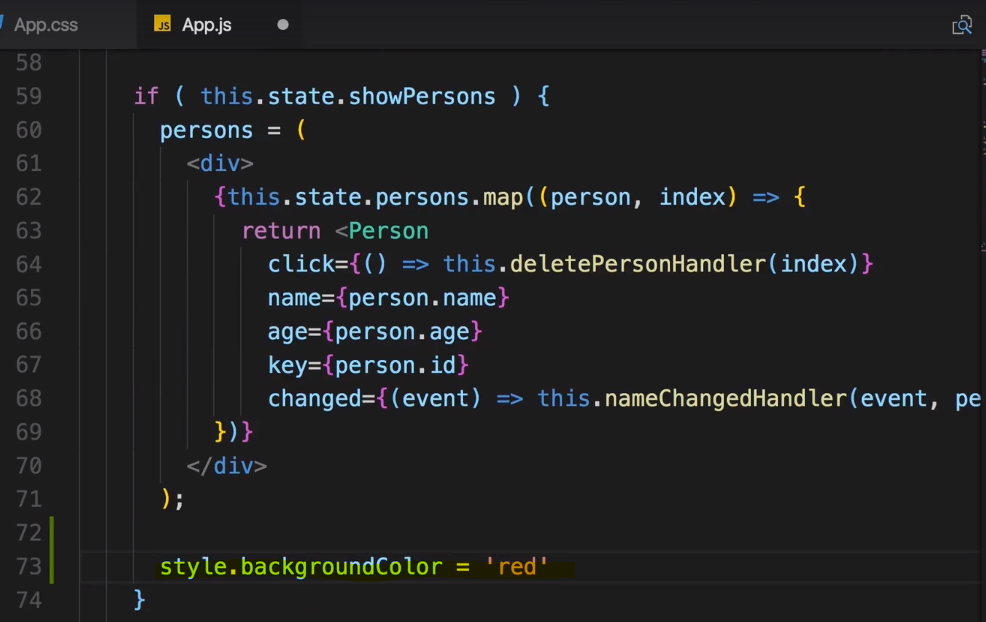 App.css
JS App.js
58
59 if ( this.state.showPersons ) {
60 persons = (
61 <div>
62 {this.state.persons.map((person, index) => {
63 return <Person
64 click={() => this.deletePersonHandler(index)}
65 name={person.name}
66 age={person.age}
67 key={person.id}
68 changed={(event) => this.nameChangedHandler(event, pe
69 })}
70 </div>
71 );
72
73 style.backgroundColor = 'red'
74 }